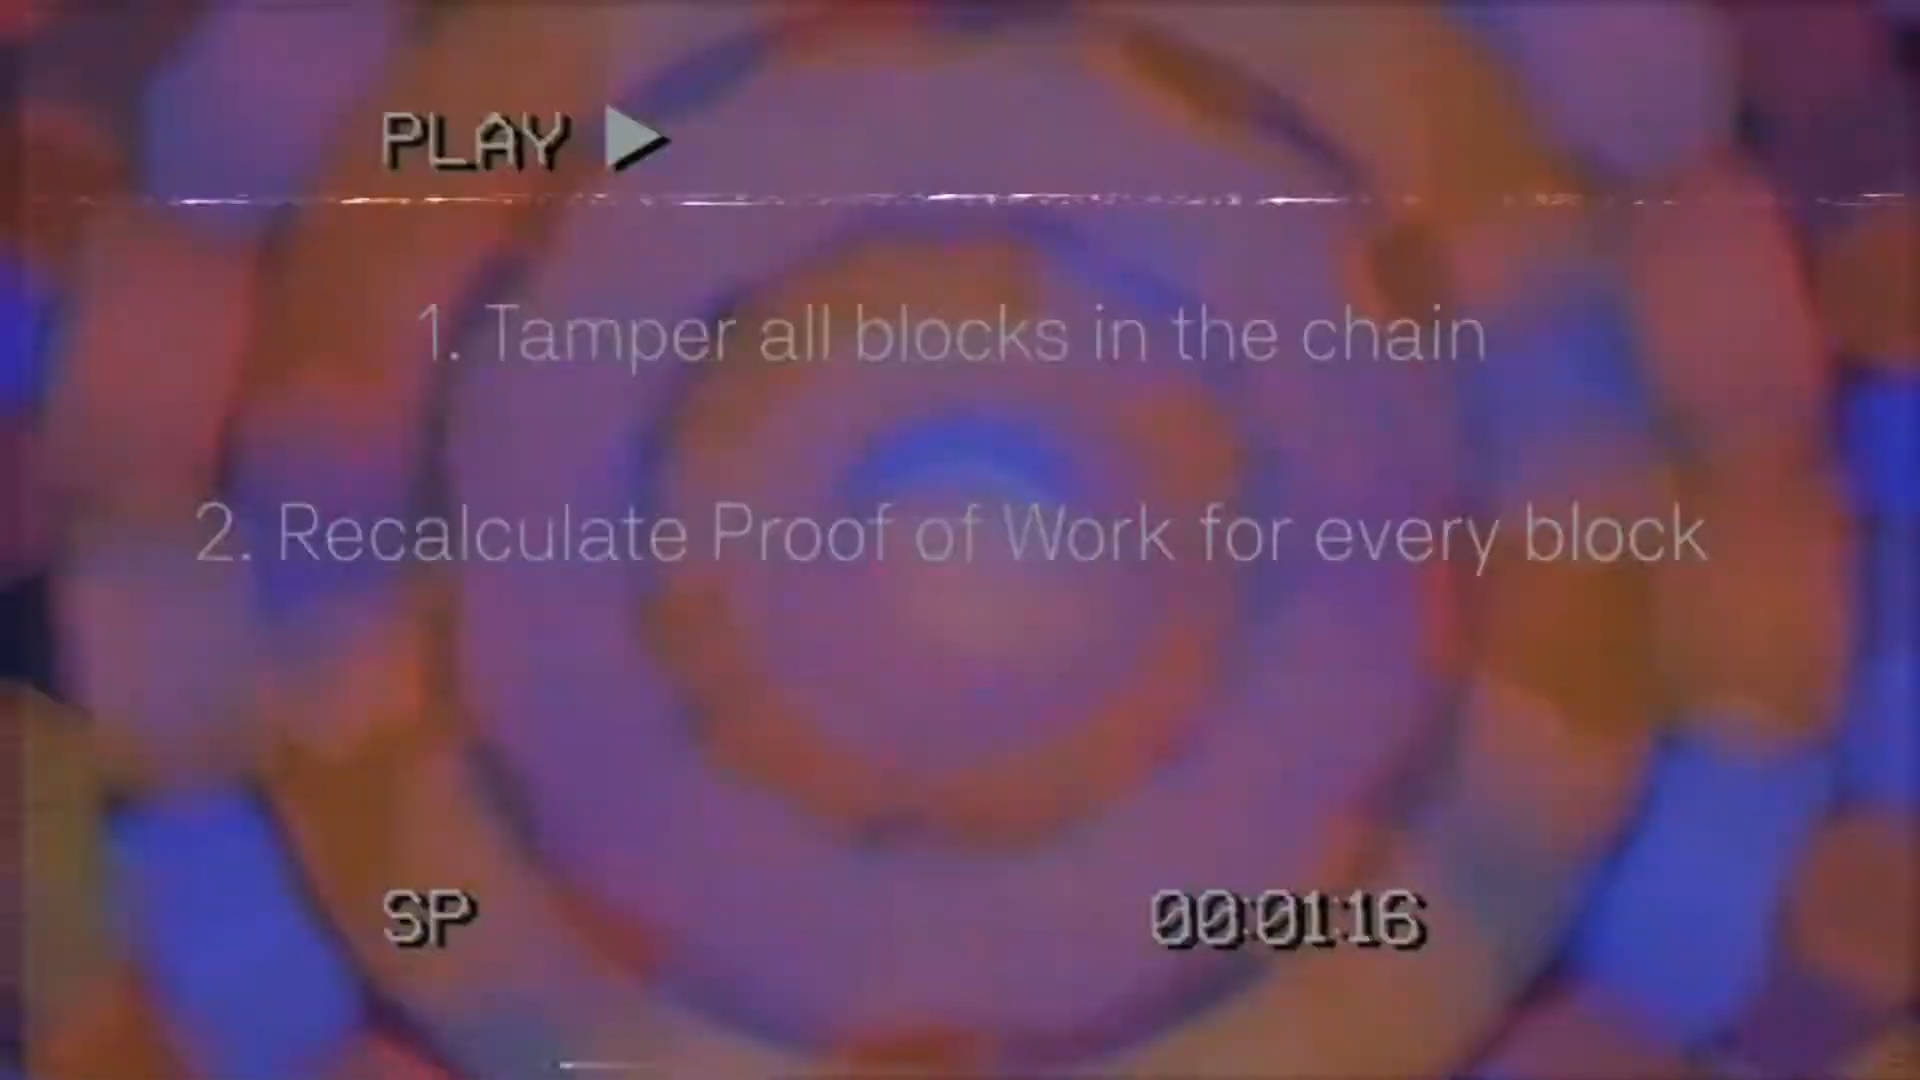 PLAY
1. Tamper all blocks in the chain
2. Recalculate Proof of Work for every block
SP
00:01:16